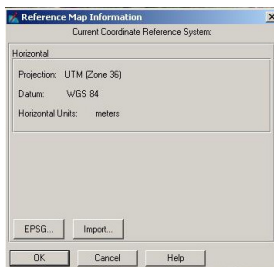 Reference Map Information
Current Coordinate Reference System:
Horizontal
Projection: UTM (Zone 36)
Datum: WGS 84
Horizontal Units: meters
EPSG... Import...
OK Cancel Help